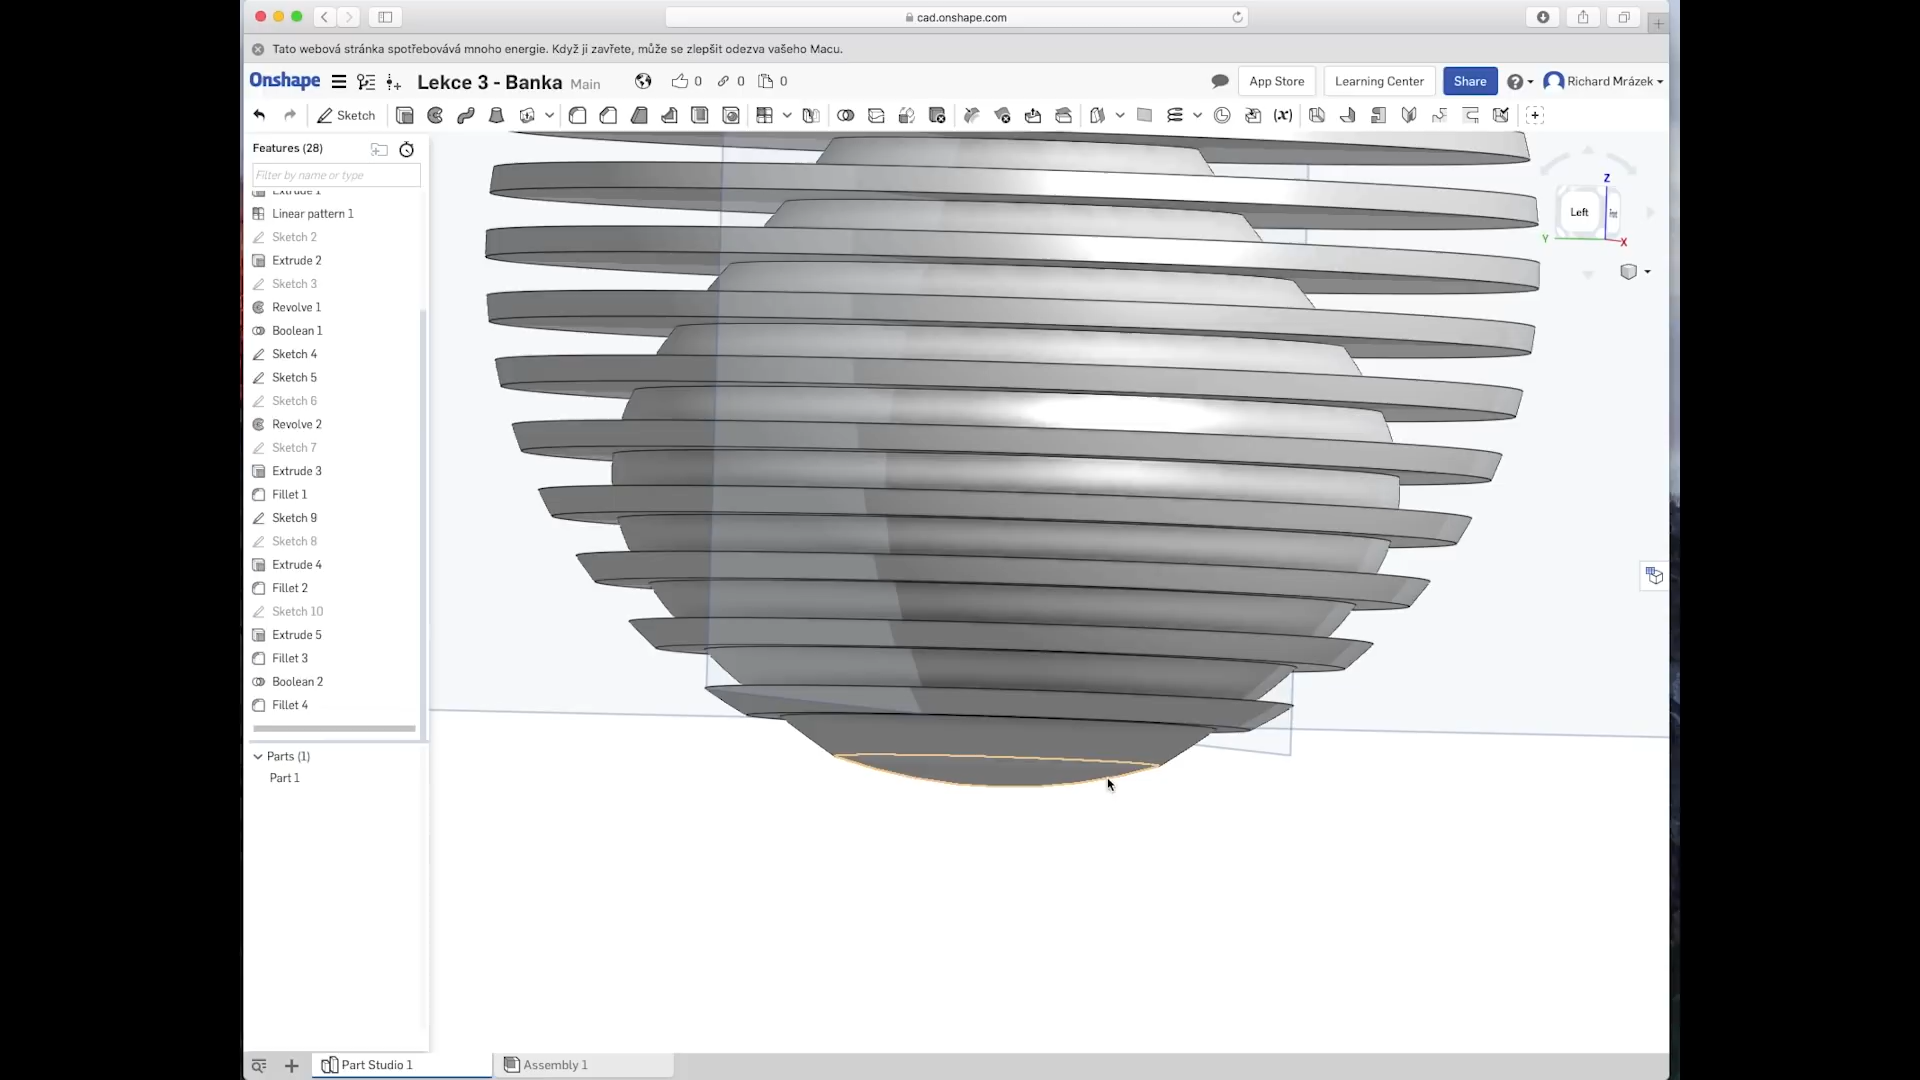 cad.onshape.com
Tato webová stránka spotřebovává mnoho energie. Když ji zavřete, může se zlepšit odezva vašeho Macu.
Onshape Lekce 3 - Banka Main 0 0 0 App Store Learning Center Share Richard Mrázek
Sketch (x)
Features (28)
Filter by name or type
Extrude 1
Linear pattern 1
Sketch 2
Extrude 2
Sketch 3
Revolve 1
Boolean 1
Sketch 4
Sketch 5
Sketch 6
Revolve 2
Sketch 7
Extrude 3
Fillet 1
Sketch 9
Sketch 8
Extrude 4
Fillet 2
Sketch 10
Extrude 5
Fillet 3
Boolean 2
Fillet 4
Parts (1)
Part 1
Z
Left
Y
X
Part Studio 1 Assembly 1